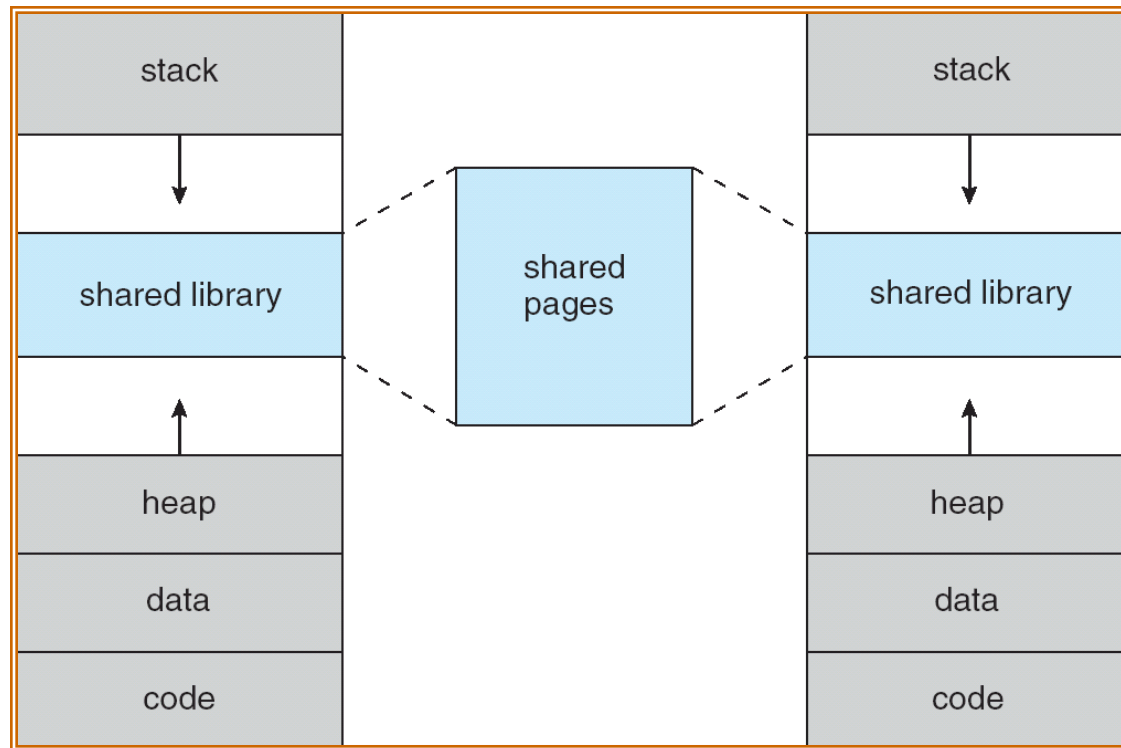 stack
shared library
heap
data
code
shared
pages
stack
shared library
heap
data
code